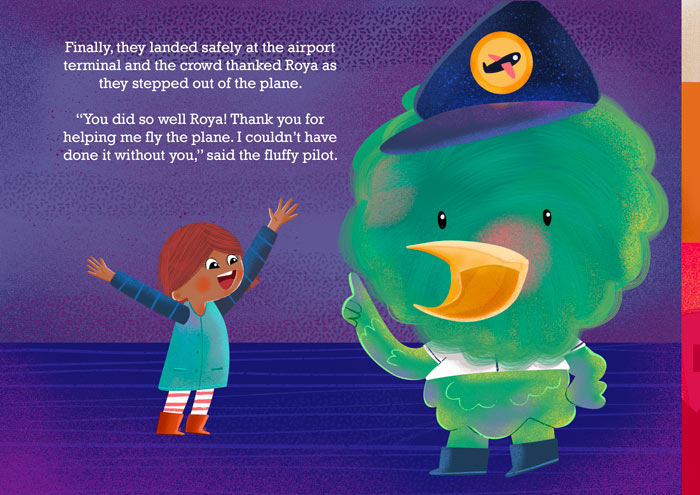 Finally, they landed safely at the airport
terminal and the crowd thanked Roya as
they stepped out of the plane.
“You did so well Roya! Thank you for
helping me fly the plane. I couldn’t have
done it without you,” said the fluffy pilot.